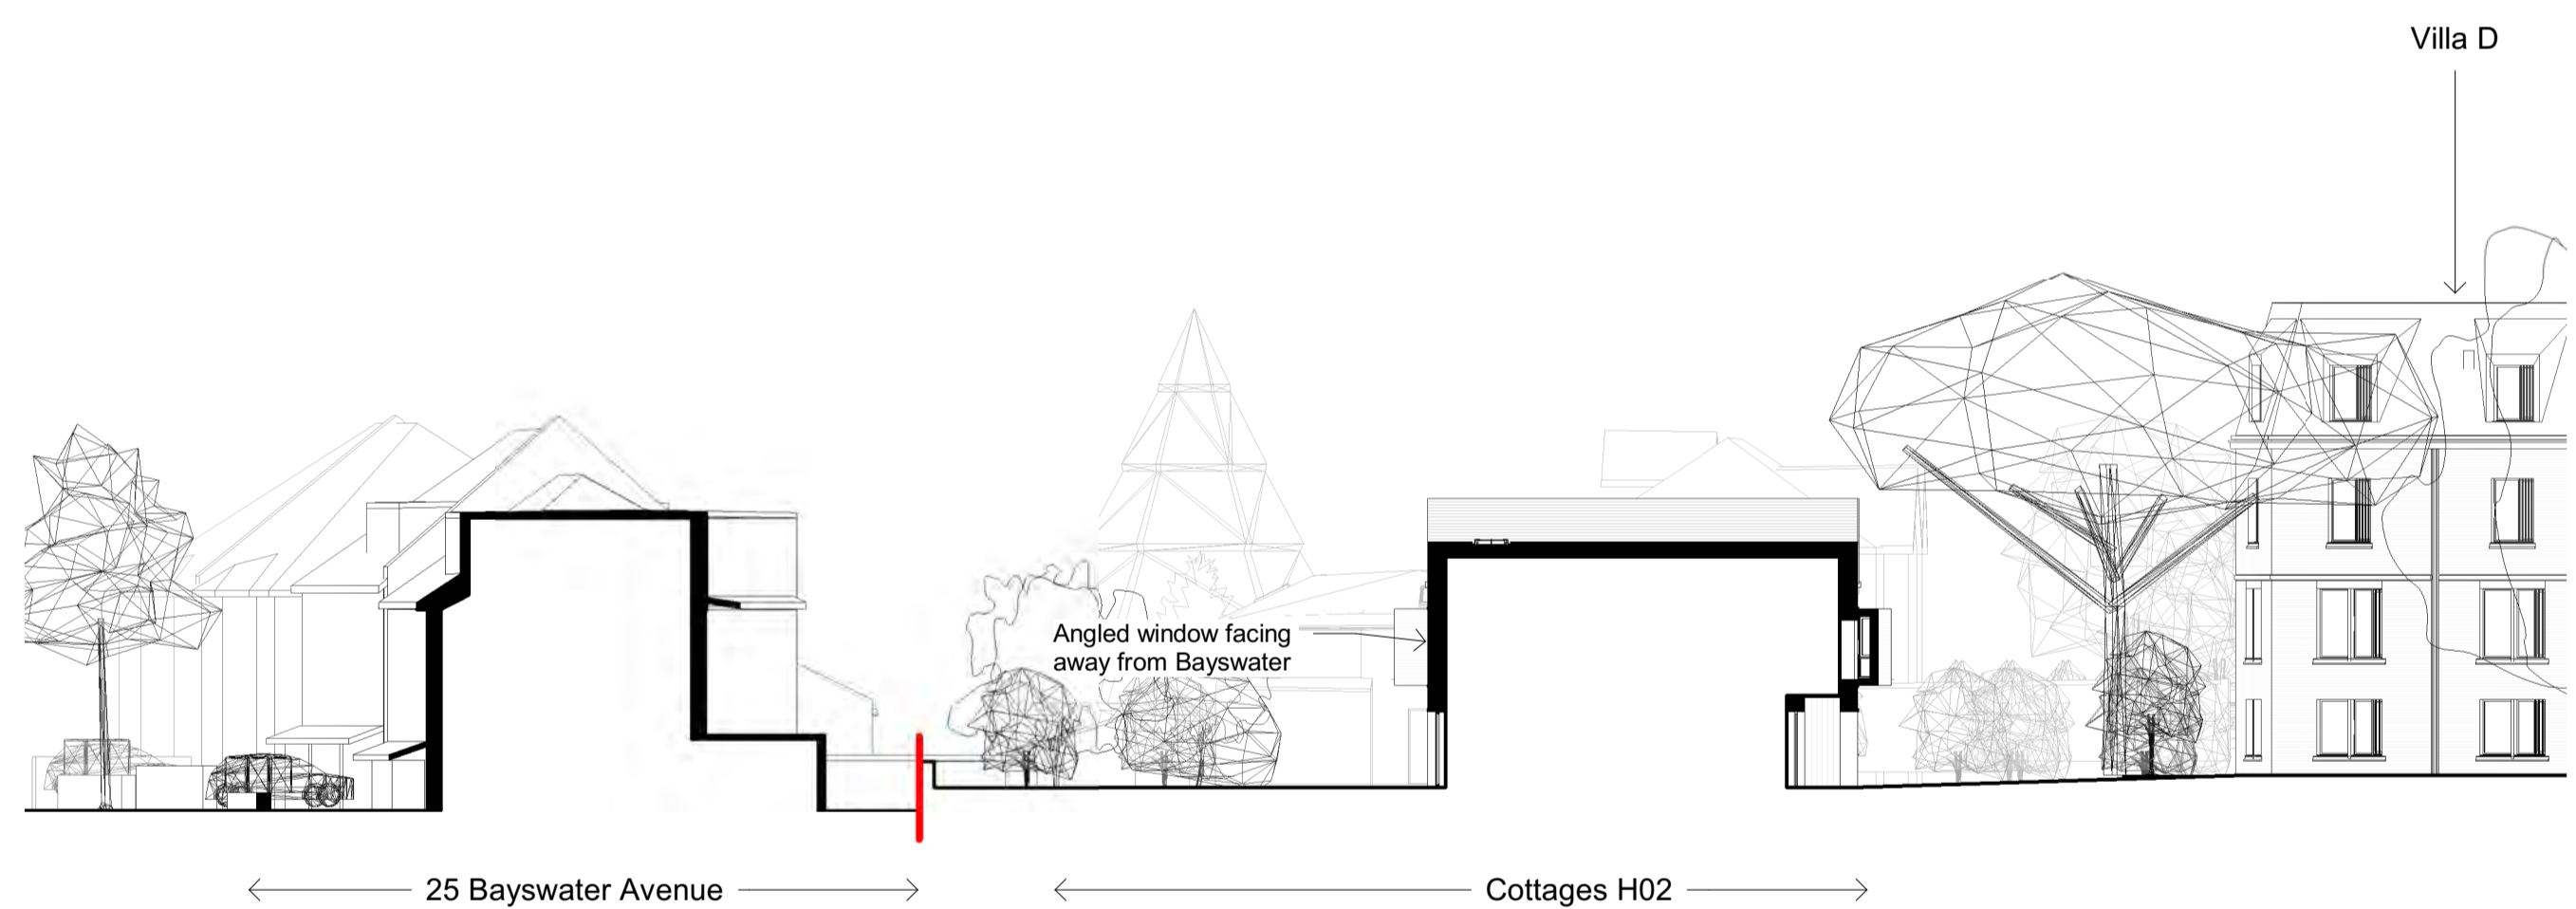 Villa D
Angled window facing
away from Bayswater
25 Bayswater Avenue
Cottages H02